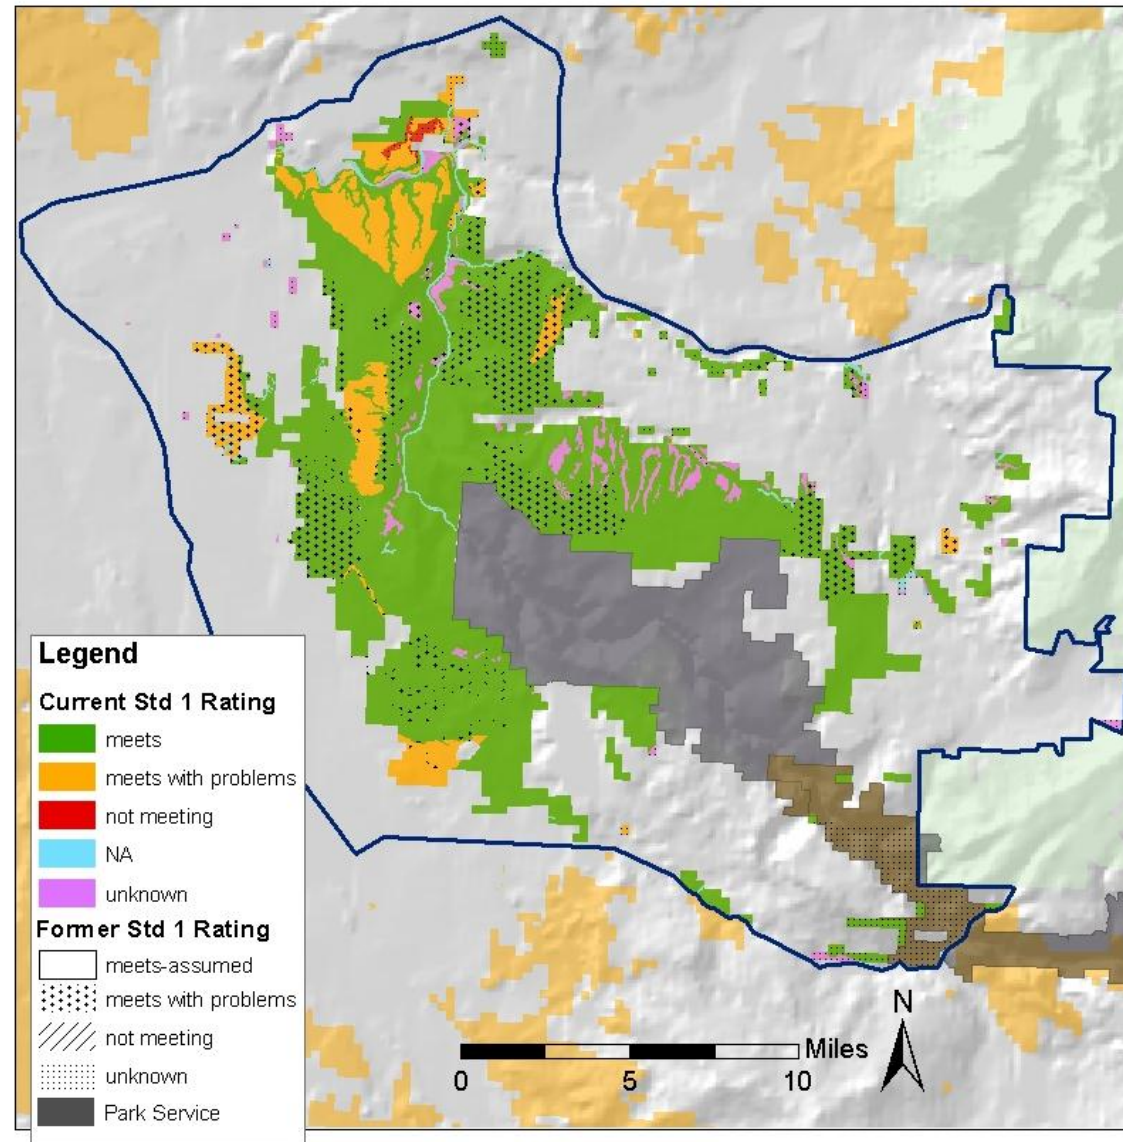 Legend
Current Std 1 Rating
meets
meets with problems
not meeting
NA
unknown
Former Std 1 Rating
meets-assumed
meets with problems
not meeting
unknown
Park Service
N
Miles
0 5 10